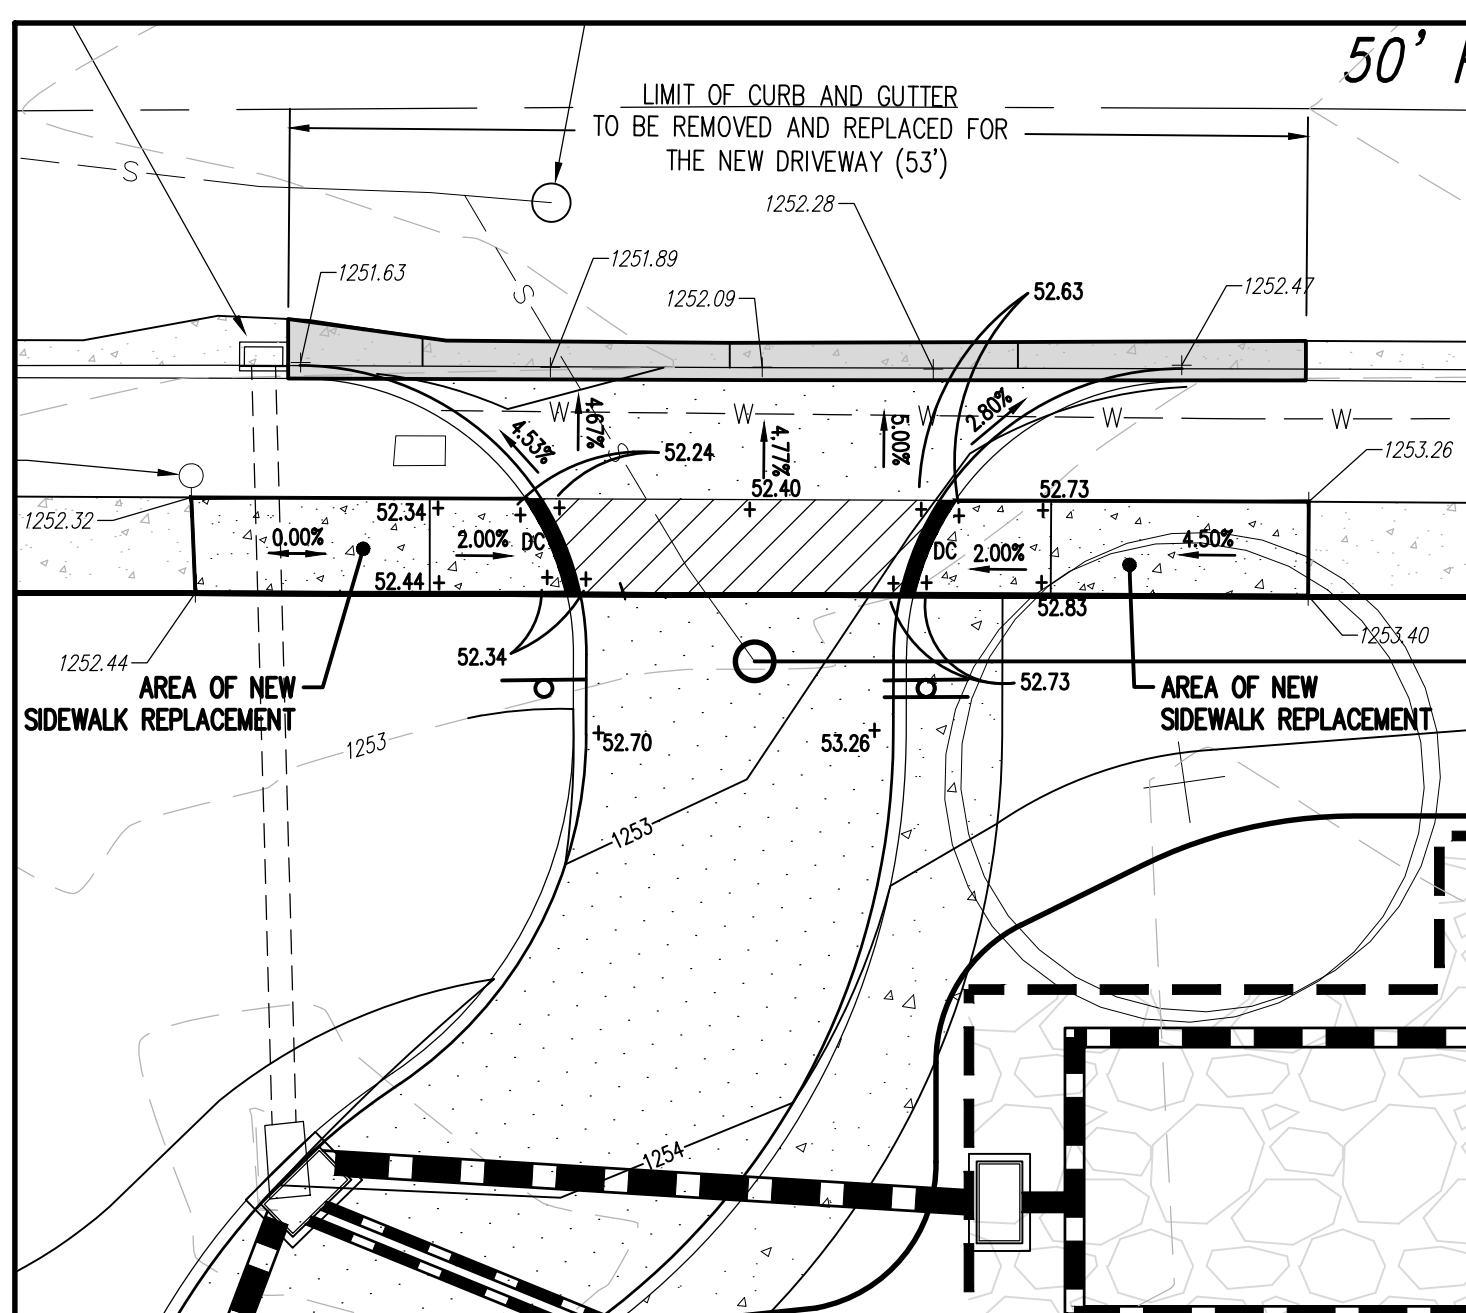 50'
LIMIT OF CURB AND GUTTER
TO BE REMOVED AND REPLACED FOR
THE NEW DRIVEWAY (53')
S
1252.28
1251.63
1251.89
1252.09
S
52.63
1252.47
W
W
W
W
W
4.67%
4.53%
4.77%
5.00%
2.80%
S
52.24
1253.26
52.40
52.73
1252.32
52.34
0.00%
2.00%
DC
DC
2.00%
4.50%
52.44
52.83
1253.40
52.34
1252.44
52.73
AREA OF NEW
SIDEWALK REPLACEMENT
AREA OF NEW
SIDEWALK REPLACEMENT
1253
52.70
53.26
1253
1254